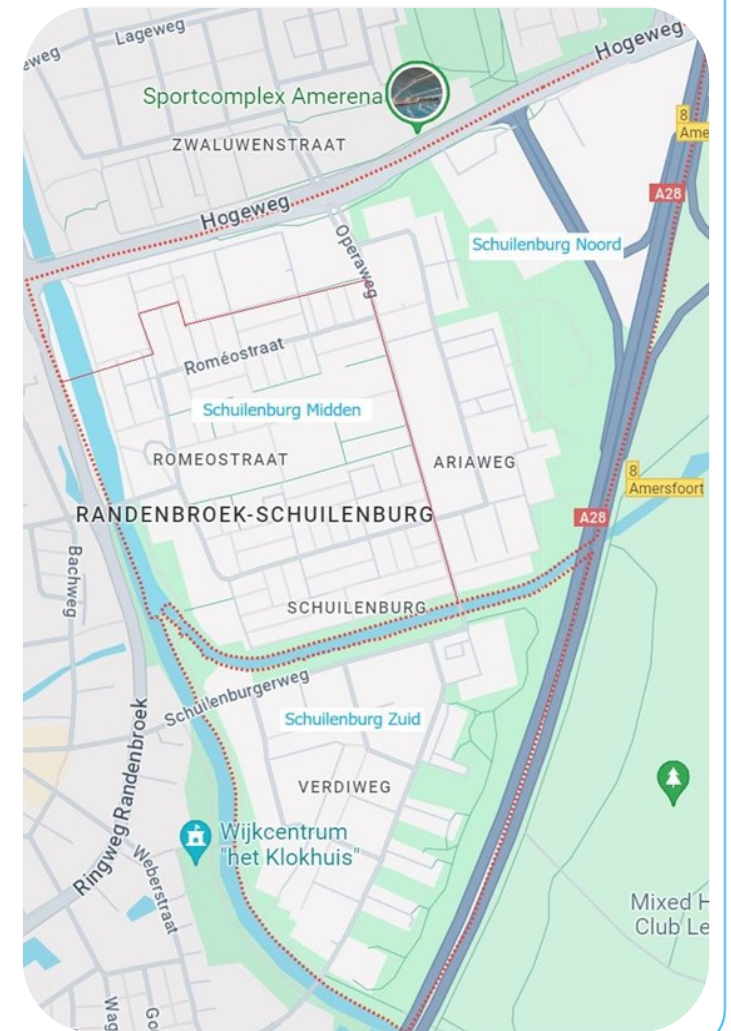 Lageweg
eweg
Hogeweg
Sportcomplex Amerena
8
Ame
ZWALUWENSTRAAT
A28
Hogeweg
Operaweg
Schuilenburg Noord
Roméostraat
Schuilenburg Midden
ROMEOSTRAAT
ARIAWEG
8
Amersfoort
RANDENBROEK-SCHUILENBURG
A28
Bachweg
SCHUILENBURG
Schuilenburgerweg
Schuilenburg Zuid
Ringweg Randenbroek
VERDIWEG
Wijkcentrum
"het Klokhuis"
Weberstraat
Mixed H
Club Le
Wag
Go